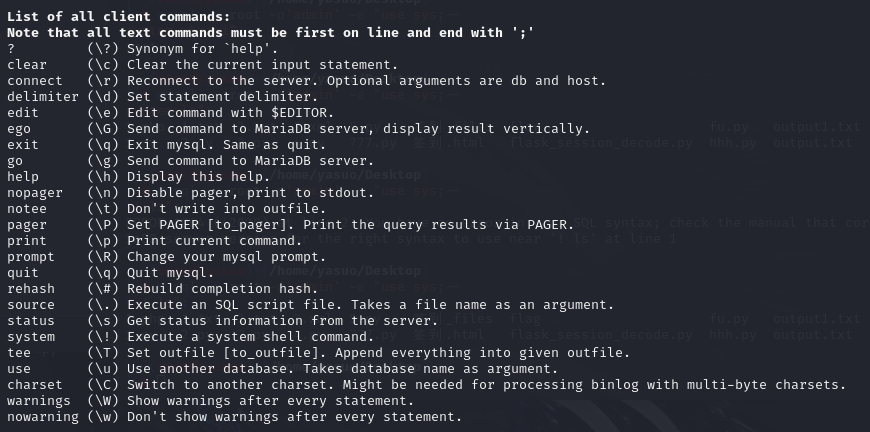 List of all client commands:
Note that all text commands must be first on line and end with ';'
?         (\?) Synonym for `help'.
clear     (\c) Clear the current input statement.
connect   (\r) Reconnect to the server. Optional arguments are db and host.
delimiter (\d) Set statement delimiter.
edit      (\e) Edit command with $EDITOR.
ego       (\G) Send command to MariaDB server, display result vertically.
exit      (\q) Exit mysql. Same as quit.
go        (\g) Send command to MariaDB server.
help      (\h) Display this help.
nopager   (\n) Disable pager, print to stdout.
notee     (\t) Don't write into outfile.
pager     (\P) Set PAGER [to_pager]. Print the query results via PAGER.
print     (\p) Print current command.
prompt    (\R) Change your mysql prompt.
quit      (\q) Quit mysql.
rehash    (\#) Rebuild completion hash.
source    (\.) Execute an SQL script file. Takes a file name as an argument.
status    (\s) Get status information from the server.
system    (\!) Execute a system shell command.
tee       (\T) Set outfile [to_outfile]. Append everything into given outfile.
use       (\u) Use another database. Takes database name as argument.
charset   (\C) Switch to another charset. Might be needed for processing binlog with multi-byte charsets.
warnings  (\W) Show warnings after every statement.
nowarning (\w) Don't show warnings after every statement.